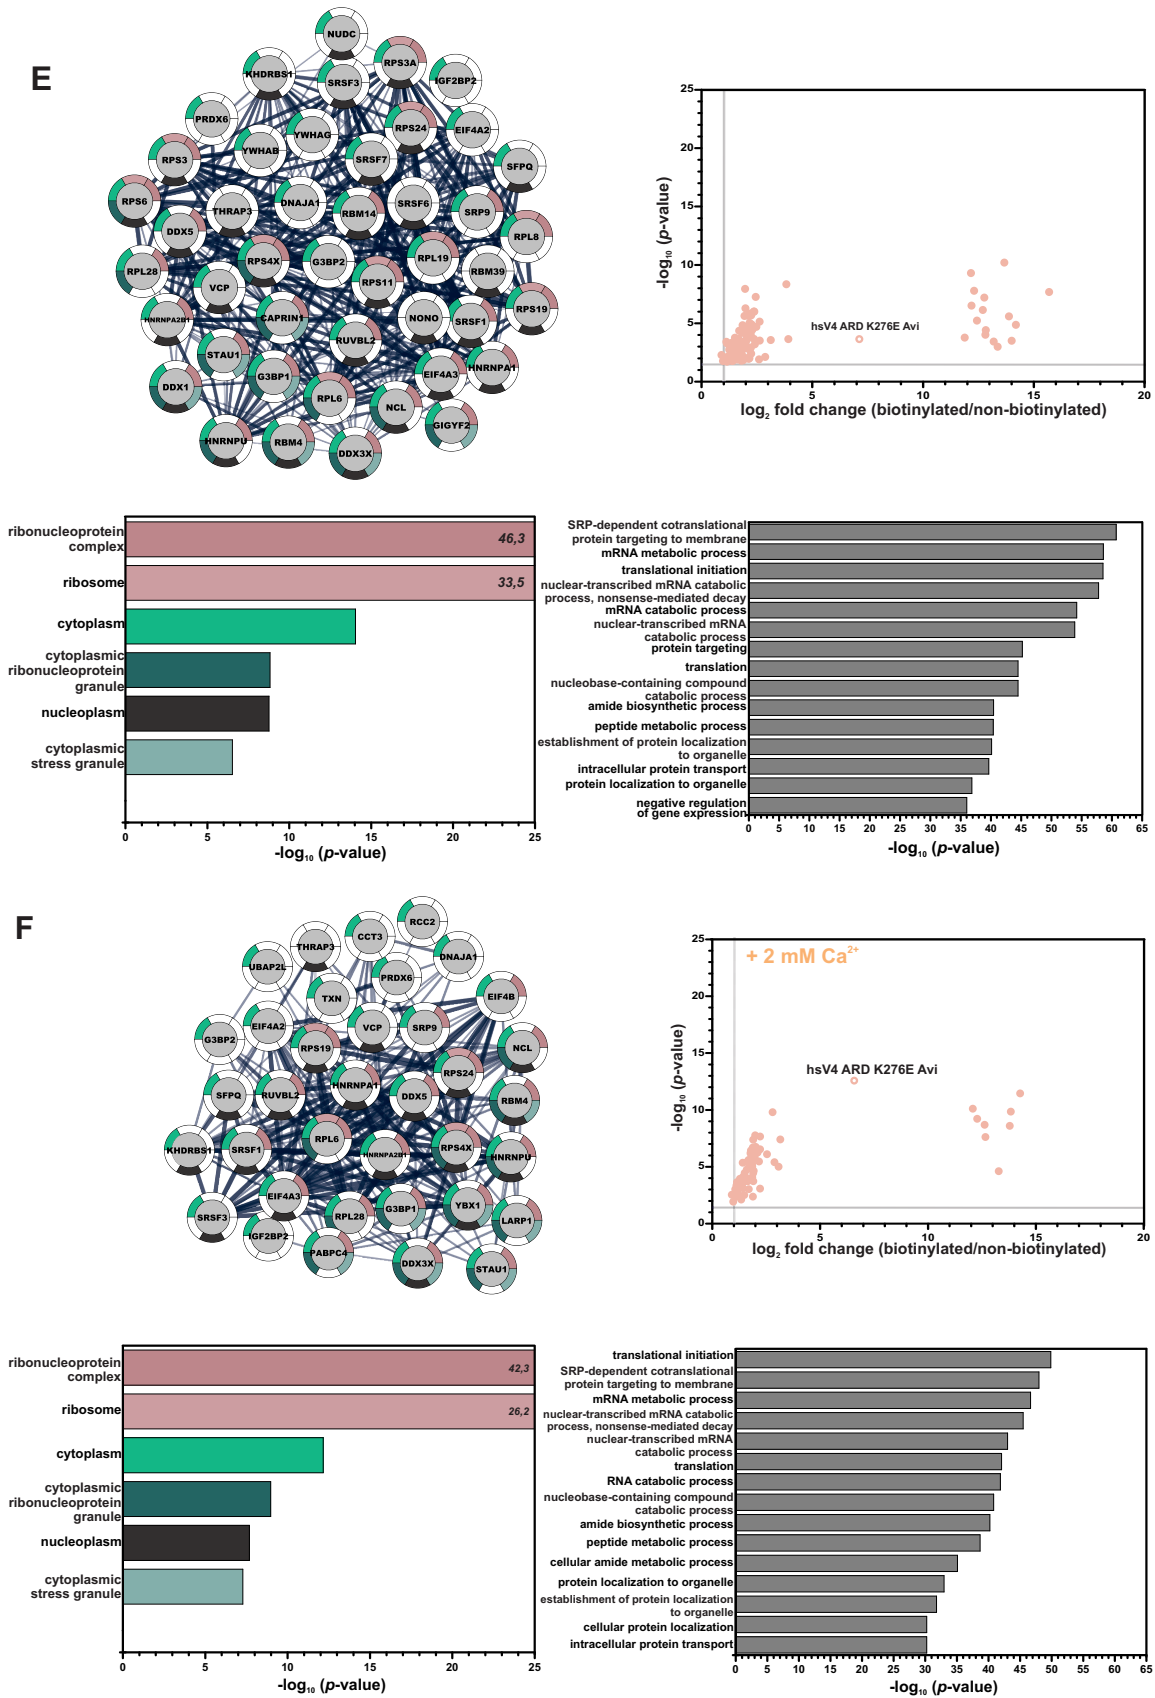 E
NUDC
RPS3A
KHDRBS1
SRSF3
IGF2BP2
PRDX6
YWHAG
RPS24
EIF4A2
YWHAB
SRSF7
RPS3
SFPQ
RPS6
THRAP3
DNAJA1
RBM14
SRSF6
SRP9
DDX5
RPL8
RPL28
RPS4X
G3BP2
RPL19
RBM39
VCP
RPS11
HNRNPA2B1
CAPRIN1
NONO
SRSF1
RPS19
STAU1
RUVBL2
DDX1
G3BP1
EIF4A3
HNRNPA1
RPL6
NCL
GIGYF2
HNRNPU
RBM4
DDX3X
25
20
15
10
5
0
-log10 (p-value)
hsV4 ARD K276E Avi
0 5 10 15 20
log2 fold change (biotinylated/non-biotinylated)
ribonucleoprotein
complex
46,3
ribosome
33,5
cytoplasm
cytoplasmic
ribonucleoprotein
granule
nucleoplasm
cytoplasmic
stress granule
0 5 10 15 20 25
-log10 (p-value)
SRP-dependent cotranslational
protein targeting to membrane
mRNA metabolic process
translational initiation
nuclear-transcribed mRNA catabolic
process, nonsense-mediated decay
mRNA catabolic process
nuclear-transcribed mRNA
catabolic process
protein targeting
translation
nucleobase-containing compound
catabolic process
amide biosynthetic process
peptide metabolic process
establishment of protein localization
to organelle
intracellular protein transport
protein localization to organelle
negative regulation
of gene expression
0 5 10 15 20 25 30 35 40 45 50 55 60 65
-log10 (p-value)
F
RCC2
THRAP3
CCT3
DNAJA1
UBAP2L
PRDX6
TXN
EIF4B
EIF4A2
VCP
SRP9
G3BP2
RPS19
NCL
SFPQ
RUVBL2
HNRNPA1
DDX5
RPS24
RBM4
KHDRBS1
SRSF1
RPL6
HNRNPA2B1
RPS4X
HNRNPU
EIF4A3
SRSF3
RPL28
G3BP1
YBX1
LARP1
IGF2BP2
PABPC4
DDX3X
STAU1
25
20
15
10
5
0
-log10 (p-value)
+ 2 mM Ca2+
hsV4 ARD K276E Avi
0 5 10 15 20
log2 fold change (biotinylated/non-biotinylated)
ribonucleoprotein
complex
42,3
ribosome
26,2
cytoplasm
cytoplasmic
ribonucleoprotein
granule
nucleoplasm
cytoplasmic
stress granule
0 5 10 15 20 25
-log10 (p-value)
translational initiation
SRP-dependent cotranslational
protein targeting to membrane
mRNA metabolic process
nuclear-transcribed mRNA catabolic
process, nonsense-mediated decay
nuclear-transcribed mRNA
catabolic process
translation
RNA catabolic process
nucleobase-containing compound
catabolic process
amide biosynthetic process
peptide metabolic process
cellular amide metabolic process
protein localization to organelle
establishment of protein localization
to organelle
cellular protein localization
intracellular protein transport
0 5 10 15 20 25 30 35 40 45 50 55 60 65
-log10 (p-value)